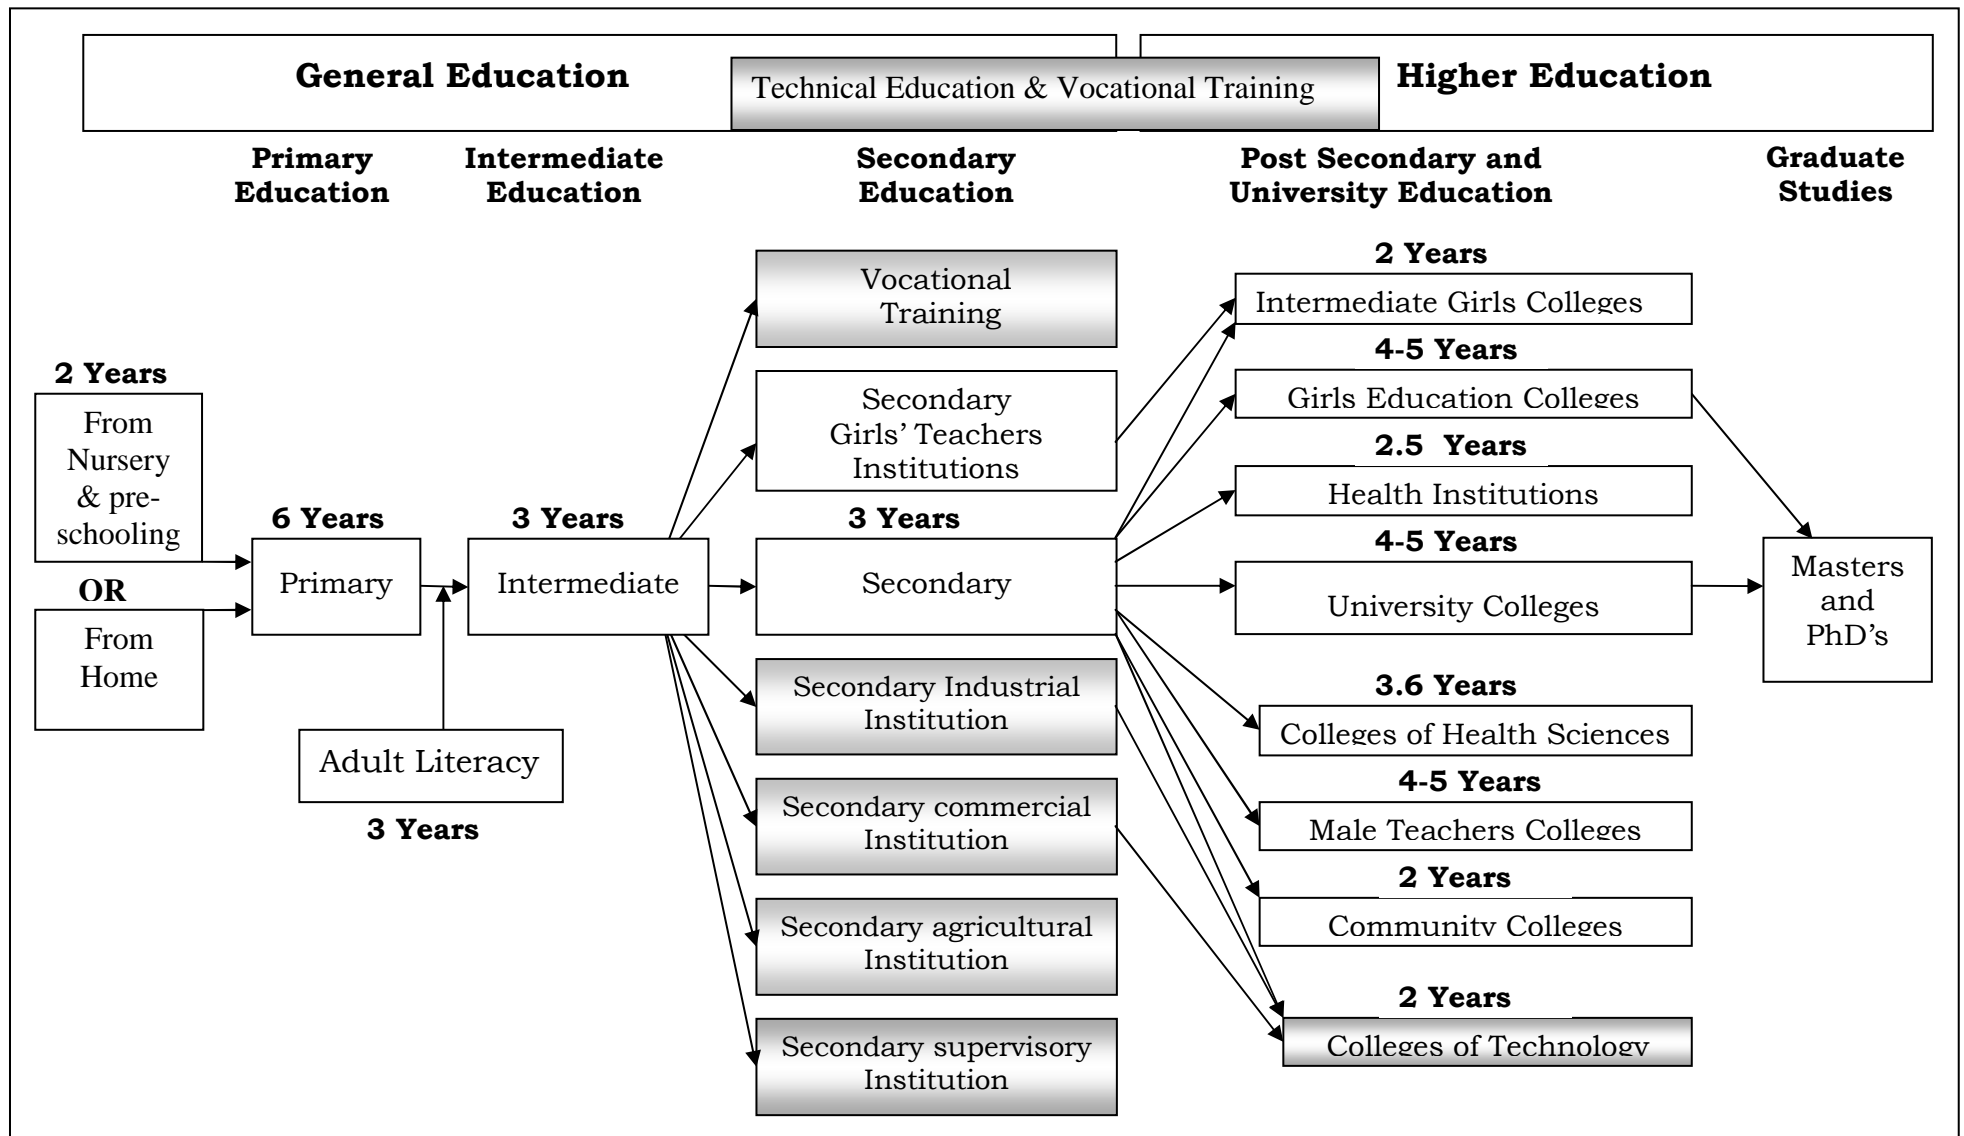 General Education
Technical Education & Vocational Training
Higher Education
Primary
Education
Intermediate
Education
Secondary
Education
Post Secondary and
University Education
Graduate
Studies
2 Years
From
Nursery
& pre-
schooling
OR
From
Home
6 Years
Primary
Adult Literacy
3 Years
3 Years
Intermediate
Vocational
Training
Secondary
Girls' Teachers
Institutions
3 Years
Secondary
Secondary Industrial
Institution
Secondary commercial
Institution
Secondary agricultural
Institution
Secondary supervisory
Institution
2 Years
Intermediate Girls Colleges
4-5 Years
Girls Education Colleges
2.5 Years
Health Institutions
4-5 Years
University Colleges
3.6 Years
Colleges of Health Sciences
4-5 Years
Male Teachers Colleges
2 Years
Community Colleges
2 Years
Colleges of Technology
Masters
and
PhD's